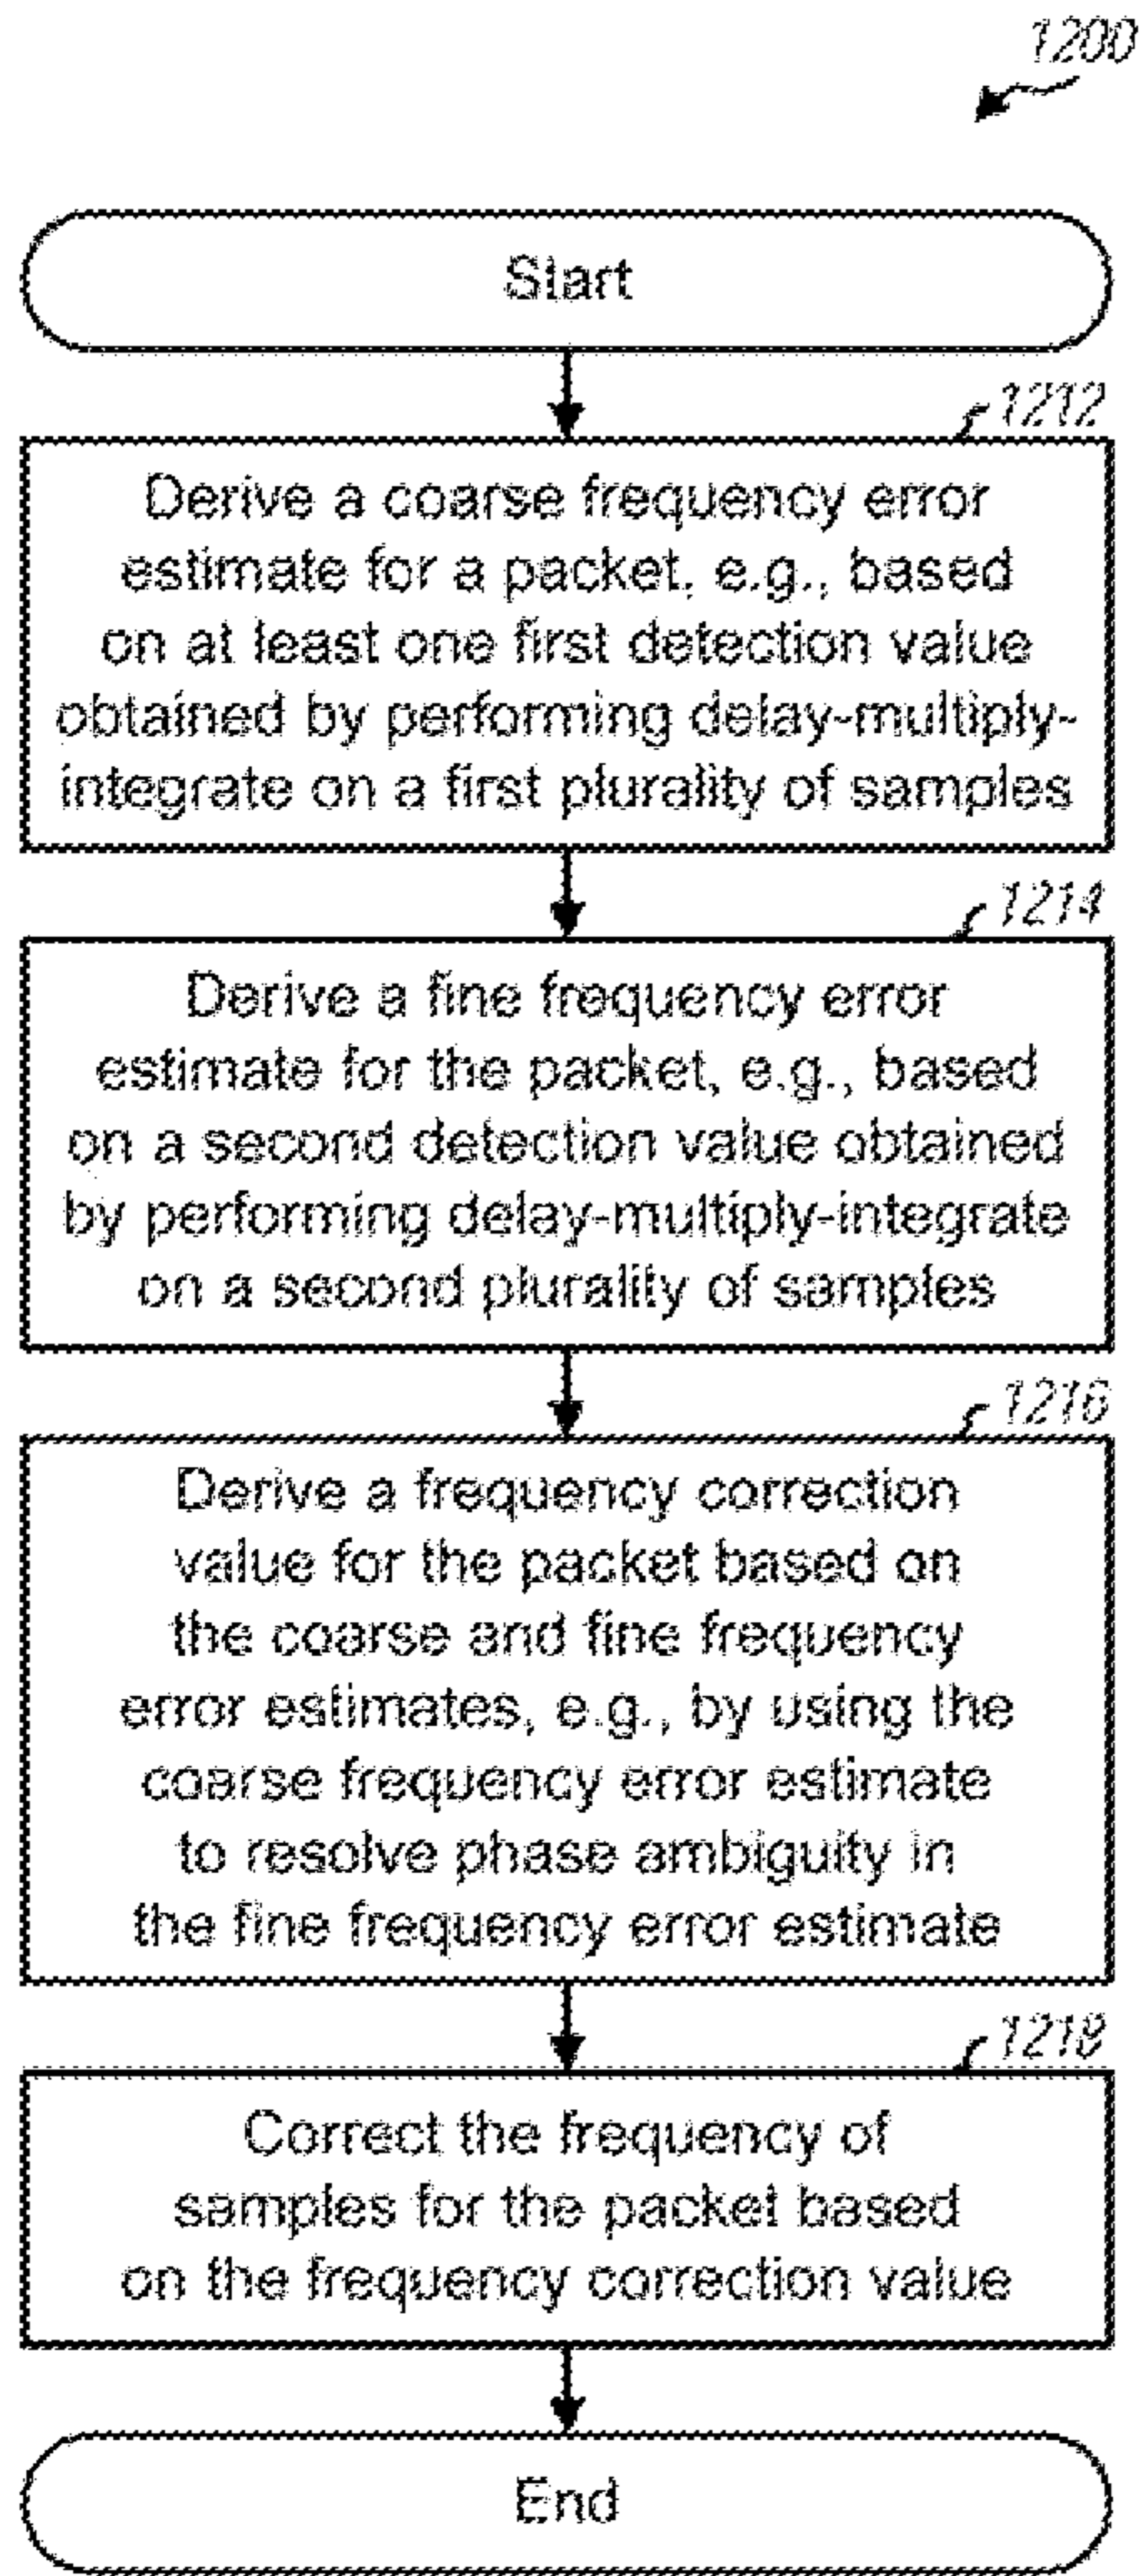 1200
Start
1212
Derive a coarse frequency error
estimate for a packet, e.g., based
on at least one first detection value
obtained by performing delay-multiply-
integrate on a first plurality of samples
1214
Derive a fine frequency error
estimate for the packet, e.g., based
on a second detection value obtained
by performing delay-multiply-integrate
on a second plurality of samples
1216
Derive a frequency correction
value for the packet based on
the coarse and fine frequency
error estimates, e.g., by using the
coarse frequency error estimate
to resolve phase ambiguity in
the fine frequency error estimate
1218
Correct the frequency of
samples for the packet based
on the frequency correction value
End